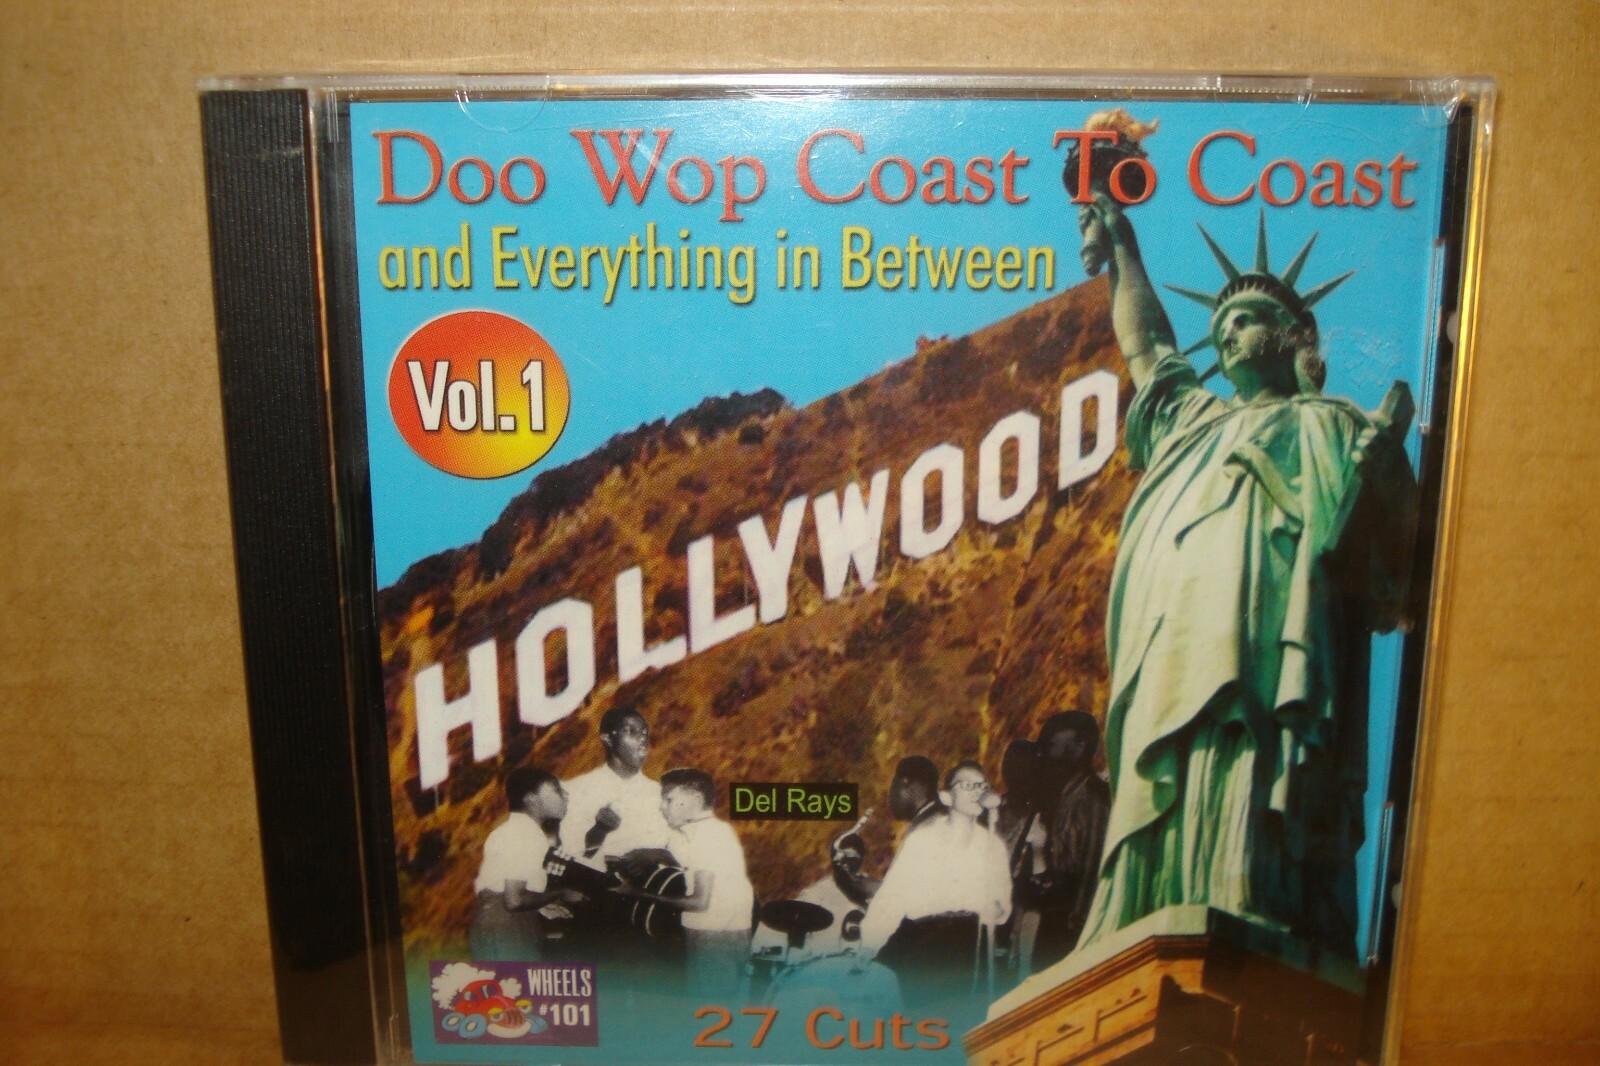 Doo Wop Coast To Coast
and Everything in Between
Vol.1
HOLLYWOOD
Del Rays
WHEELS
#101
27 Cuts